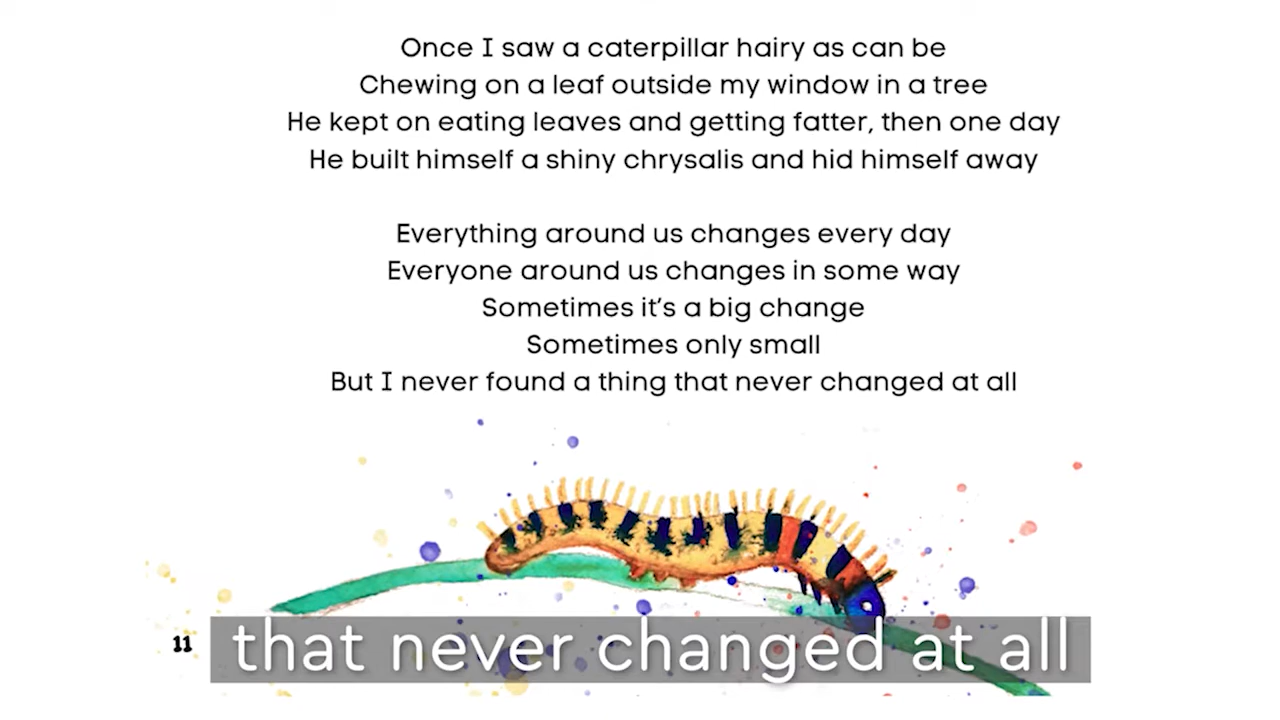 Once I saw a caterpillar hairy as can be
Chewing on a leaf outside my window in a tree
He kept on eating leaves and getting fatter, then one day
He built himself a shiny chrysalis and hid himself away
Everything around us changes every day
Everyone around us changes in some way
Sometimes it's a big change
Sometimes only small
But I never found a thing that never changed at all
11
that never changed at all